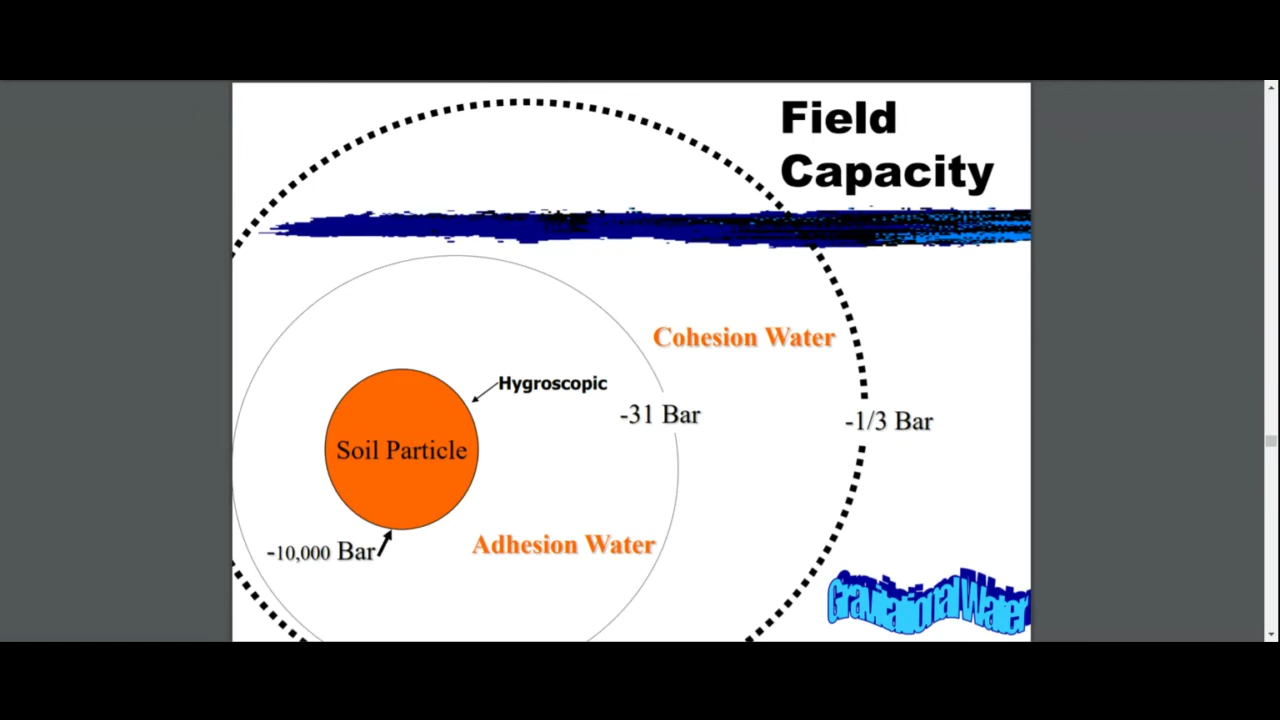 Field
Capacity
Cohesion Water
Hygroscopic
-31 Bar
-1/3 Bar
Soil Particle
Adhesion Water
-10,000 Bar
Gravitational Water